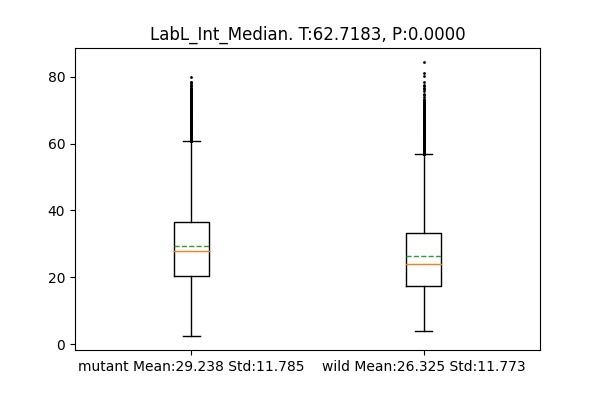 LabL_Int_Median. T:62.7183, P:0.0000
80
60
40
20
0
mutant Mean:29.238 Std:11.785 wild Mean:26.325 Std:11.773